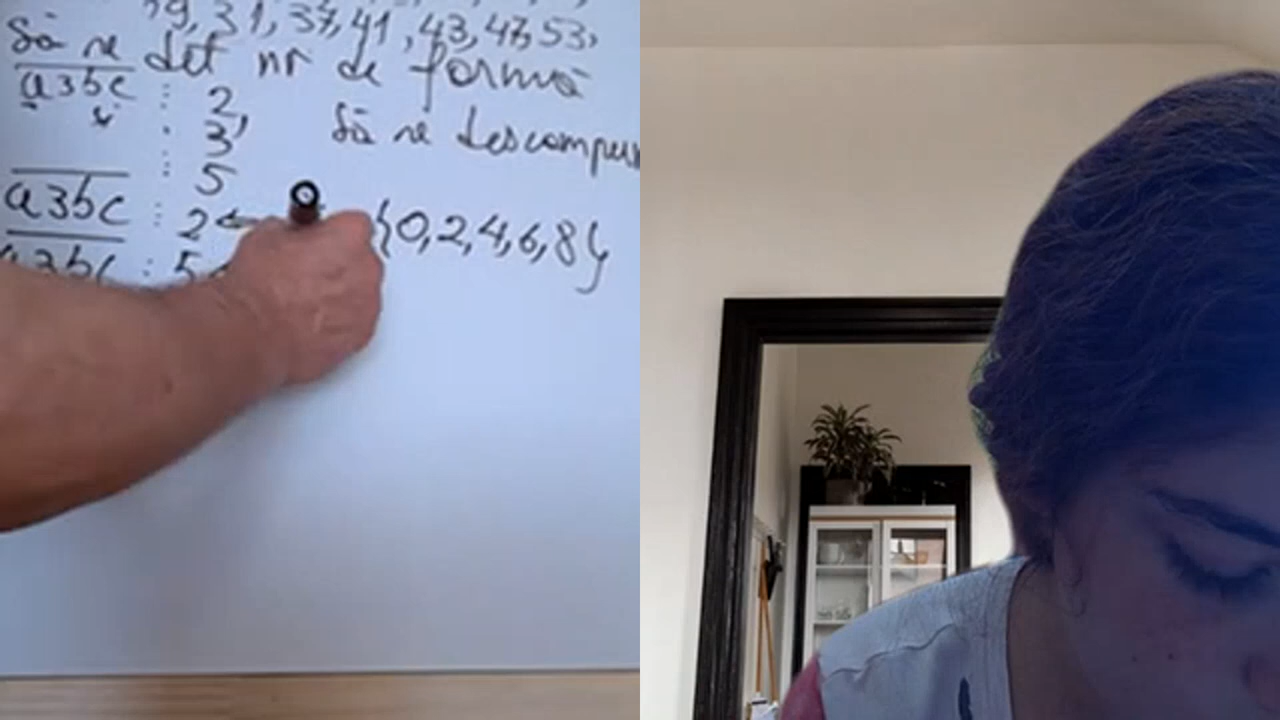 29, 31, 37, 41, 43, 47, 53,
Să se det nr de forma
a3bc ⋮ 2,
⋮ 3, Să se descompun
⋮ 5
a3bc ⋮ 2 ⇐ {0,2,4,6,8}
a3bc ⋮ 5